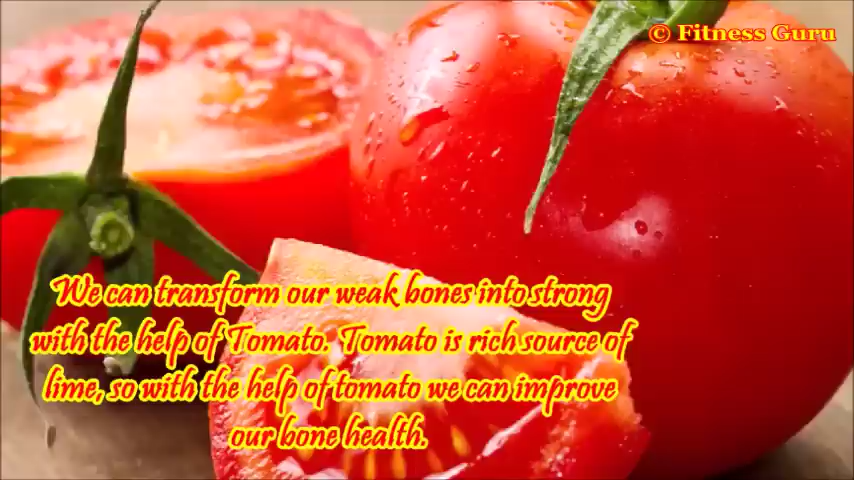 © Fitness Guru
We can transform our weak bones into strong
with the help of Tomato. Tomato is rich source of
lime, so with the help of tomato we can improve
our bone health.